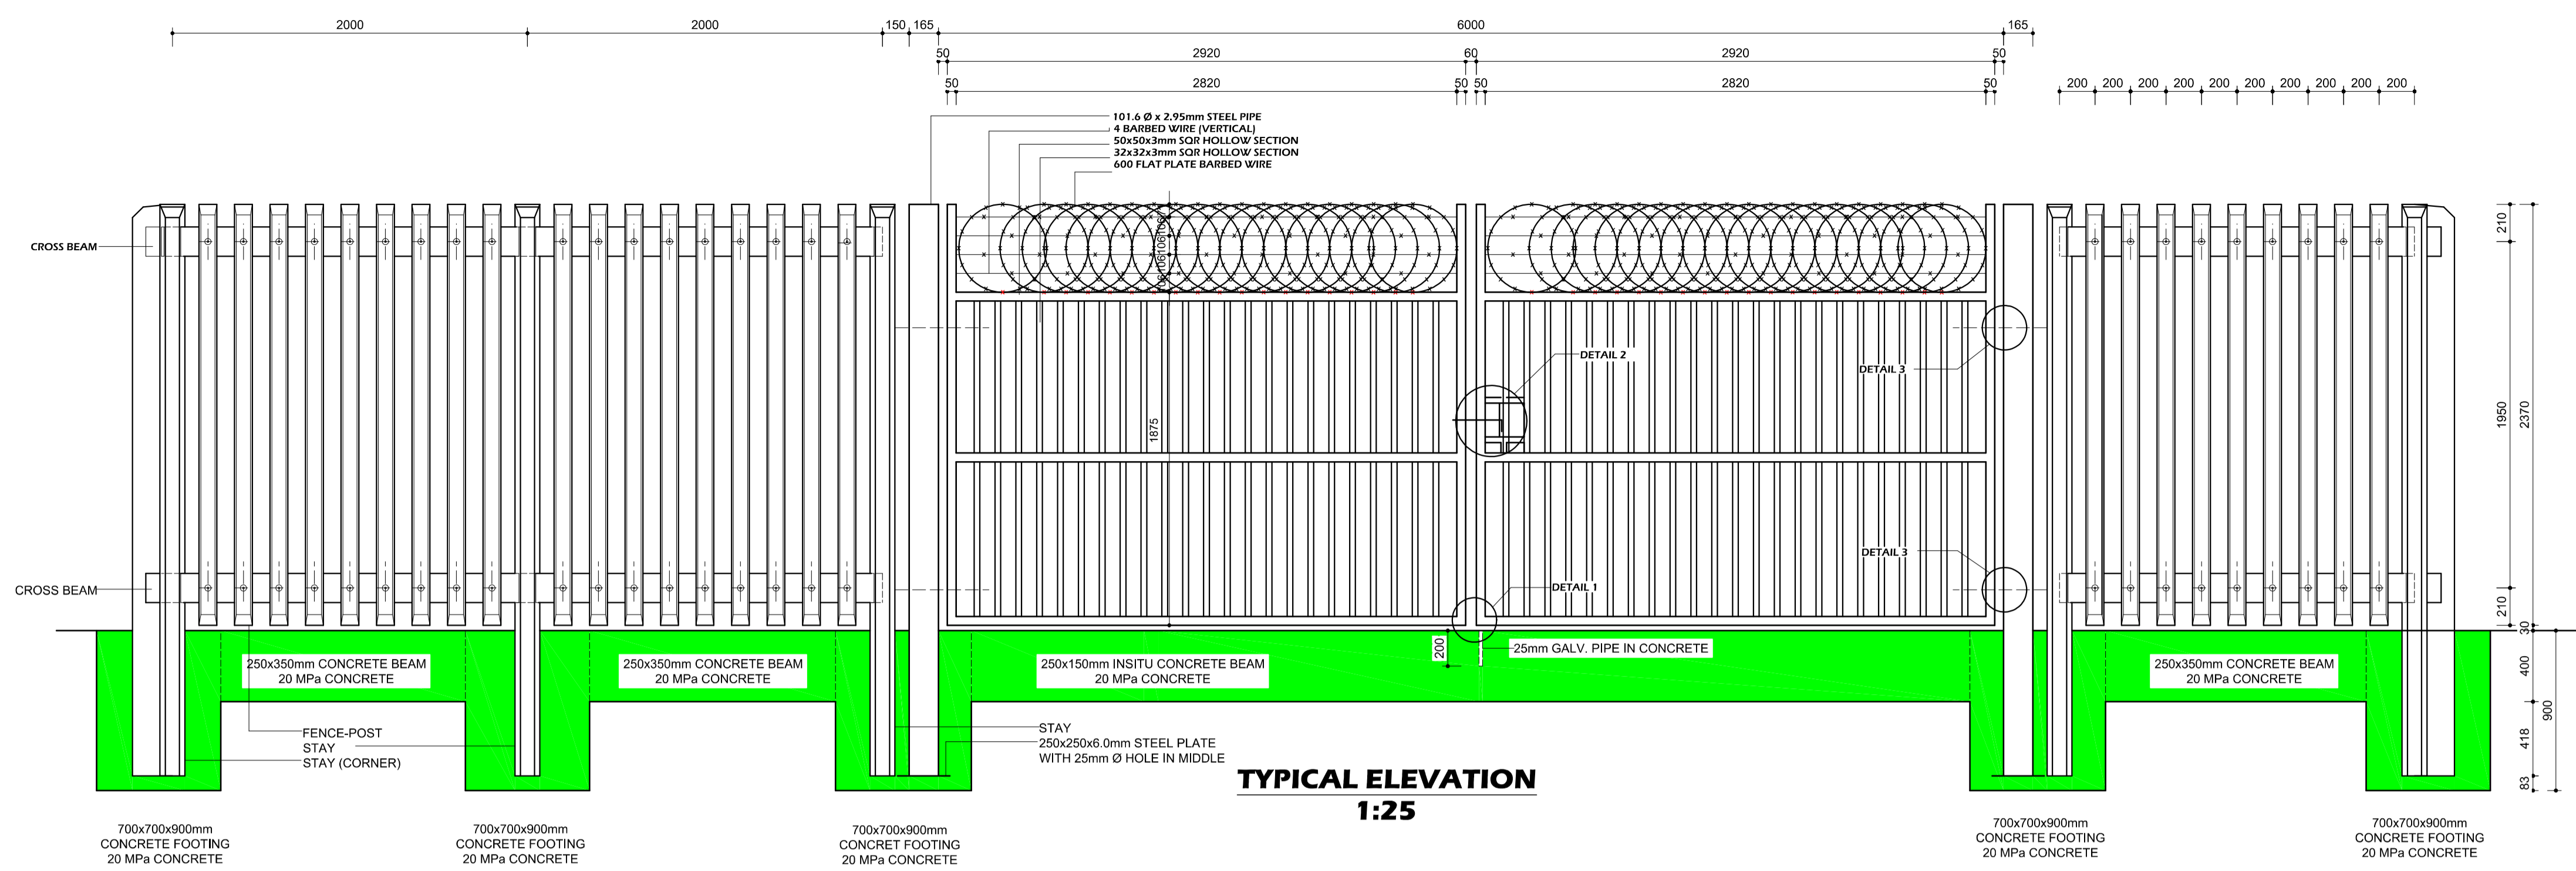 2000
2000
150
165
6000
165
50
2920
60
2920
50
50
2820
50
50
2820
50
200
200
200
200
200
200
200
200
200
200
101.6 Ø x 2.95mm STEEL PIPE
4 BARBED WIRE (VERTICAL)
50x50x3mm SQR HOLLOW SECTION
32x32x3mm SQR HOLLOW SECTION
600 FLAT PLATE BARBED WIRE
CROSS BEAM
CROSS BEAM
1875
DETAIL 2
DETAIL 3
DETAIL 3
DETAIL 1
210
1950
2370
210
30
400
900
418
83
200
25mm GALV. PIPE IN CONCRETE
250x350mm CONCRETE BEAM
20 MPa CONCRETE
250x350mm CONCRETE BEAM
20 MPa CONCRETE
250x150mm INSITU CONCRETE BEAM
20 MPa CONCRETE
250x350mm CONCRETE BEAM
20 MPa CONCRETE
FENCE-POST
STAY
STAY (CORNER)
STAY
250x250x6.0mm STEEL PLATE
WITH 25mm Ø HOLE IN MIDDLE
TYPICAL ELEVATION
1:25
700x700x900mm
CONCRETE FOOTING
20 MPa CONCRETE
700x700x900mm
CONCRETE FOOTING
20 MPa CONCRETE
700x700x900mm
CONCRET FOOTING
20 MPa CONCRETE
700x700x900mm
CONCRETE FOOTING
20 MPa CONCRETE
700x700x900mm
CONCRETE FOOTING
20 MPa CONCRETE